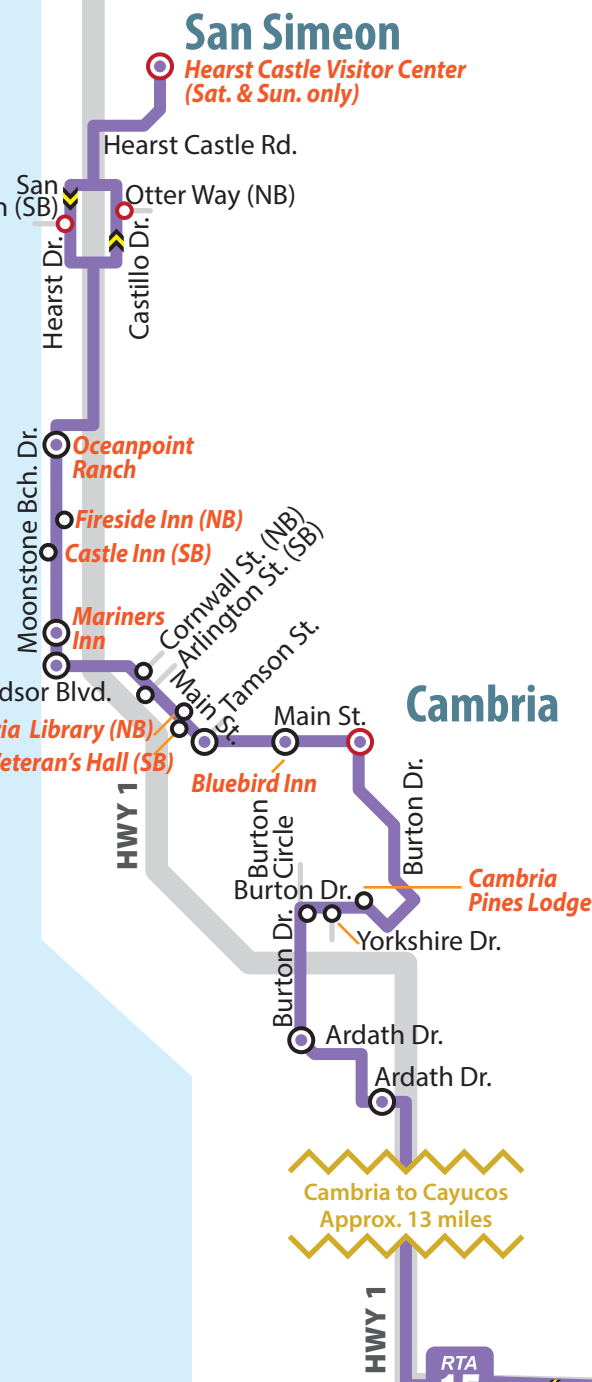 San Simeon
Hearst Castle Visitor Center
(Sat. & Sun. only)
Hearst Castle Rd.
San
(SB)
Otter Way (NB)
Hearst Dr.
Castillo Dr.
Moonstone Bch. Dr.
Oceanpoint
Ranch
Fireside Inn (NB)
Castle Inn (SB)
Cornwall St. (NB)
Arlington St. (SB)
Mariners
Inn
Main St.
Tamson St.
dsor Blvd.
Main St.
Cambria
ria Library (NB)
eteran's Hall (SB)
Bluebird Inn
HWY 1
Burton
Circle
Burton Dr.
Burton Dr.
Cambria
Pines Lodge
Yorkshire Dr.
Burton Dr.
Ardath Dr.
Ardath Dr.
Cambria to Cayucos
Approx. 13 miles
HWY 1
RTA
15